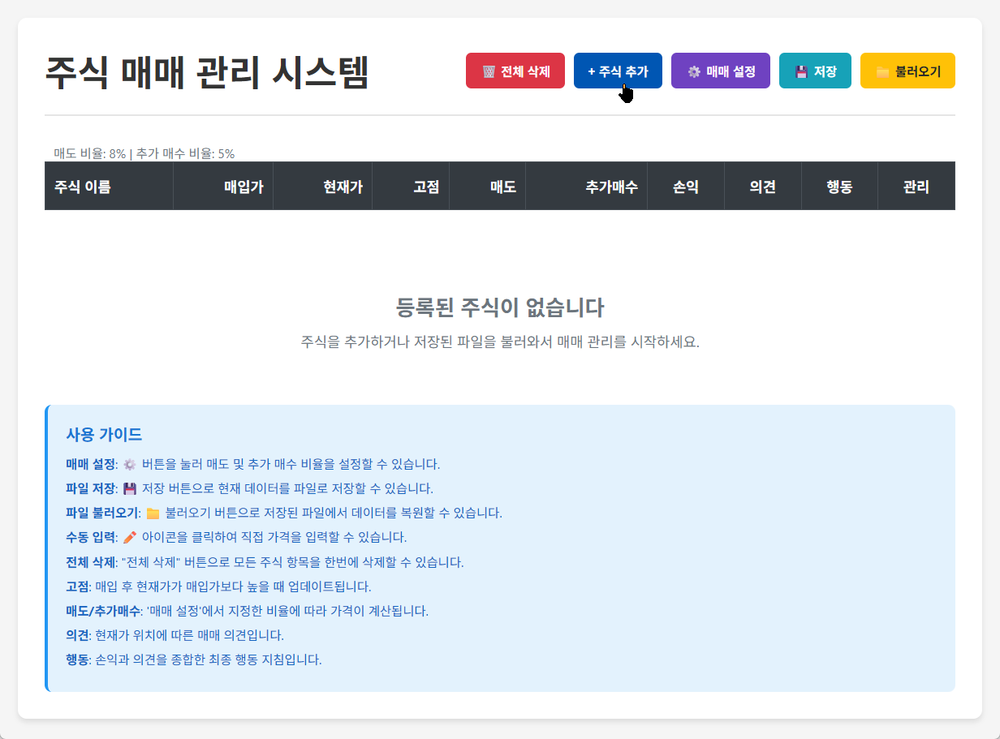 주식 매매 관리 시스템
🗑️ 전체 삭제
+ 주식 추가
⚙️ 매매 설정
💾 저장
📁 불러오기
매도 비율: 8% | 추가 매수 비율: 5%
주식 이름 매입가 현재가 고점 매도 추가매수 손익 의견 행동 관리
등록된 주식이 없습니다
주식을 추가하거나 저장된 파일을 불러와서 매매 관리를 시작하세요.
사용 가이드
매매 설정: ⚙️ 버튼을 눌러 매도 및 추가 매수 비율을 설정할 수 있습니다.
파일 저장: 💾 저장 버튼으로 현재 데이터를 파일로 저장할 수 있습니다.
파일 불러오기: 📁 불러오기 버튼으로 저장된 파일에서 데이터를 복원할 수 있습니다.
수동 입력: ✏️ 아이콘을 클릭하여 직접 가격을 입력할 수 있습니다.
전체 삭제: "전체 삭제" 버튼으로 모든 주식 항목을 한번에 삭제할 수 있습니다.
고점: 매입 후 현재가가 매입가보다 높을 때 업데이트됩니다.
매도/추가매수: '매매 설정'에서 지정한 비율에 따라 가격이 계산됩니다.
의견: 현재가 위치에 따른 매매 의견입니다.
행동: 손익과 의견을 종합한 최종 행동 지침입니다.